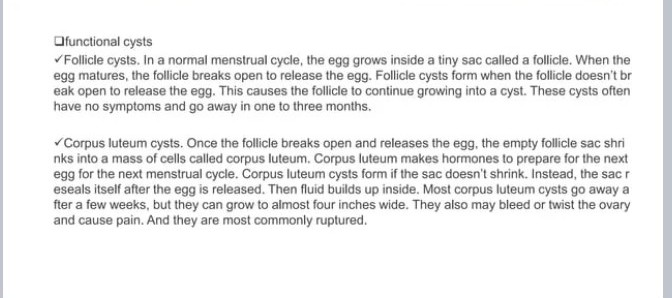 ❑functional cysts
✓Follicle cysts. In a normal menstrual cycle, the egg grows inside a tiny sac called a follicle. When the
egg matures, the follicle breaks open to release the egg. Follicle cysts form when the follicle doesn't br
eak open to release the egg. This causes the follicle to continue growing into a cyst. These cysts often
have no symptoms and go away in one to three months.
✓Corpus luteum cysts. Once the follicle breaks open and releases the egg, the empty follicle sac shri
nks into a mass of cells called corpus luteum. Corpus luteum makes hormones to prepare for the next
egg for the next menstrual cycle. Corpus luteum cysts form if the sac doesn't shrink. Instead, the sac r
eseals itself after the egg is released. Then fluid builds up inside. Most corpus luteum cysts go away a
fter a few weeks, but they can grow to almost four inches wide. They also may bleed or twist the ovary
and cause pain. And they are most commonly ruptured.